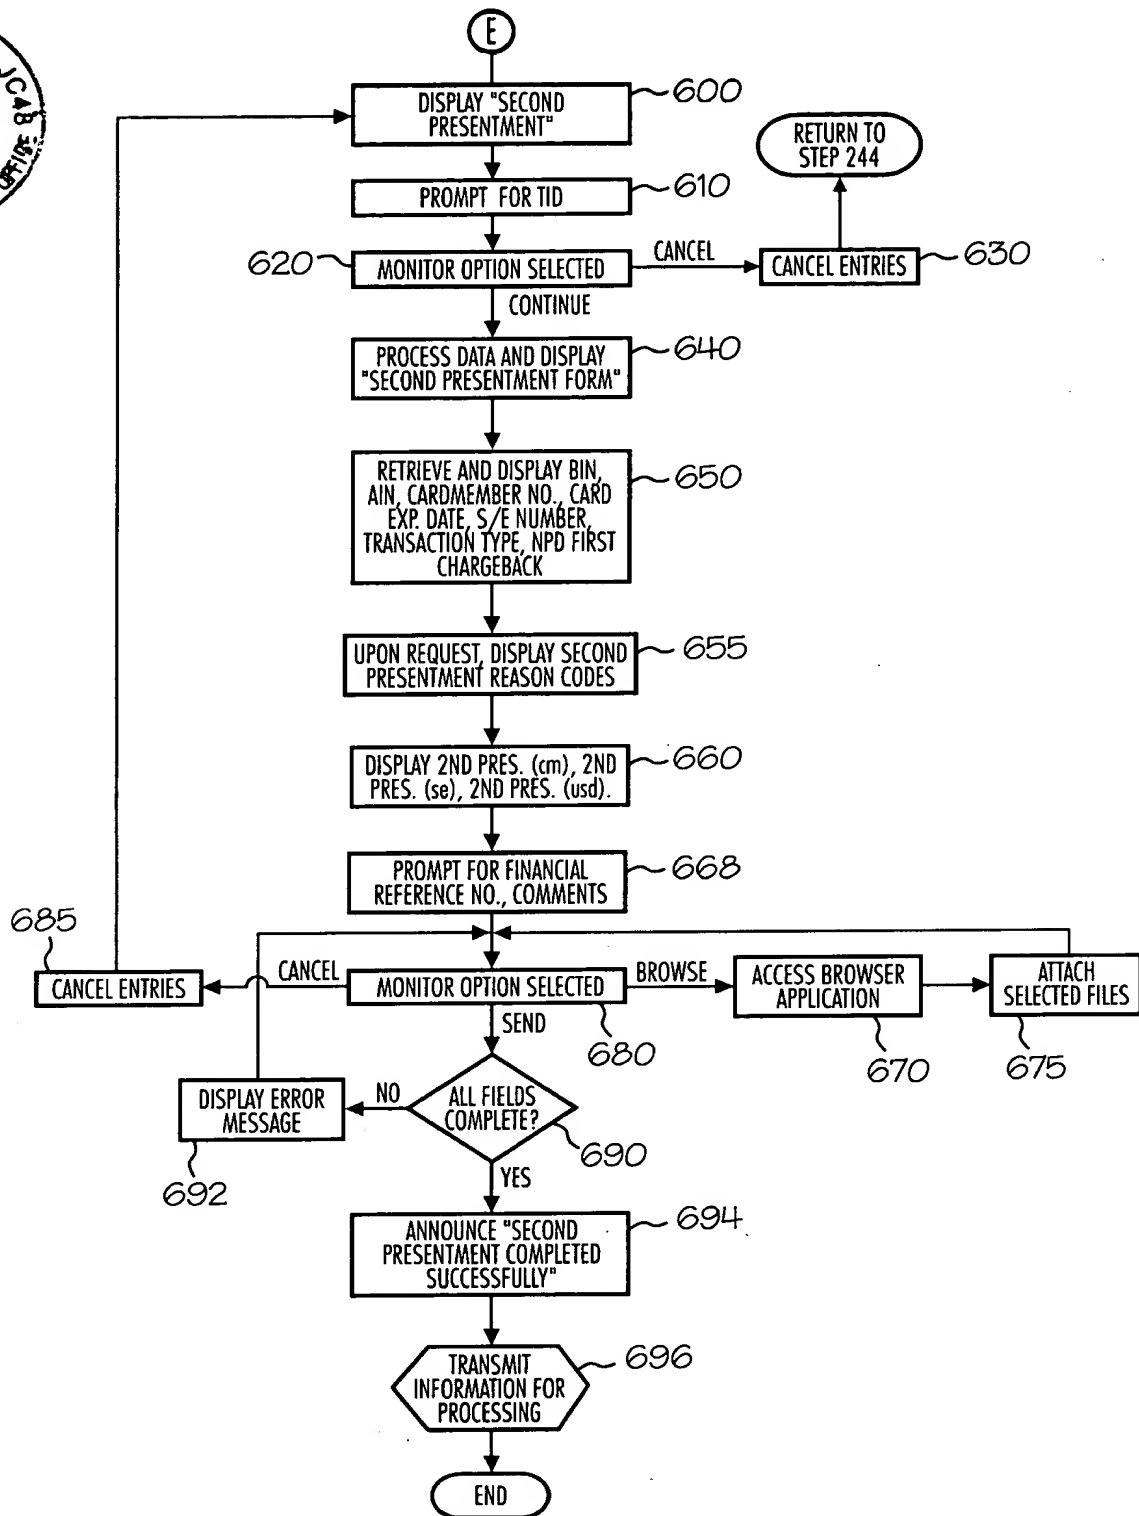 E
JC48
DISPLAY "SECOND
PRESENTMENT"
600
RETURN TO
STEP 244
PROMPT FOR TID
610
620
MONITOR OPTION SELECTED
CANCEL
CANCEL ENTRIES
630
CONTINUE
PROCESS DATA AND DISPLAY
"SECOND PRESENTMENT FORM"
640
RETRIEVE AND DISPLAY BIN,
AIN, CARDMEMBER NO., CARD
EXP. DATE, S/E NUMBER,
TRANSACTION TYPE, NPD FIRST
CHARGEBACK
650
UPON REQUEST, DISPLAY SECOND
PRESENTMENT REASON CODES
655
DISPLAY 2ND PRES. (cm), 2ND
PRES. (se), 2ND PRES. (usd).
660
PROMPT FOR FINANCIAL
REFERENCE NO., COMMENTS
668
685
CANCEL ENTRIES
CANCEL
MONITOR OPTION SELECTED
BROWSE
ACCESS BROWSER
APPLICATION
ATTACH
SELECTED FILES
SEND
680
670
675
DISPLAY ERROR
MESSAGE
NO
ALL FIELDS
COMPLETE?
690
692
YES
ANNOUNCE "SECOND
PRESENTMENT COMPLETED
SUCCESSFULLY"
694
TRANSMIT
INFORMATION FOR
PROCESSING
696
END